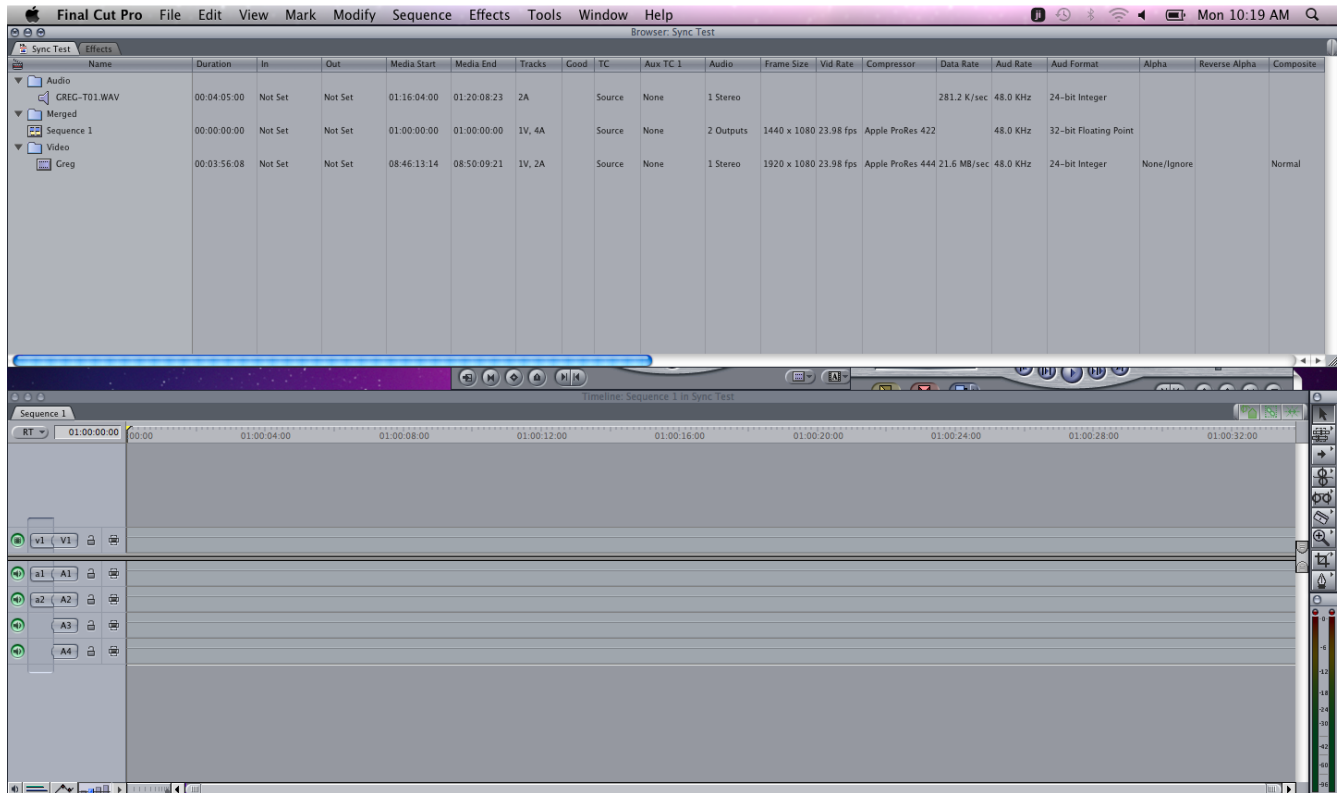 Final Cut Pro File Edit View Mark Modify Sequence Effects Tools Window Help Mon 10:19 AM
Browser: Sync Test
Sync Test Effects
Name Duration In Out Media Start Media End Tracks Good TC Aux TC 1 Audio Frame Size Vid Rate Compressor Data Rate Aud Rate Aud Format Alpha Reverse Alpha Composite
Audio
GREG-T01.WAV 00:04:05:00 Not Set Not Set 01:16:04:00 01:20:08:23 2A Source None 1 Stereo 281.2 K/sec 48.0 KHz 24-bit Integer
Merged
Sequence 1 00:00:00:00 Not Set Not Set 01:00:00:00 01:00:00:00 1V, 4A Source None 2 Outputs 1440 x 1080 23.98 fps Apple ProRes 422 48.0 KHz 32-bit Floating Point
Video
Greg 00:03:56:08 Not Set Not Set 08:46:13:14 08:50:09:21 1V, 2A Source None 1 Stereo 1920 x 1080 23.98 fps Apple ProRes 444 21.6 MB/sec 48.0 KHz 24-bit Integer None/Ignore Normal
Timeline: Sequence 1 in Sync Test
Sequence 1
RT 01:00:00:00 00:00 01:00:04:00 01:00:08:00 01:00:12:00 01:00:16:00 01:00:20:00 01:00:24:00 01:00:28:00 01:00:32:00
v1 V1
a1 A1
a2 A2
A3
A4
-0
-6
-12
-18
-24
-30
-42
-60
-96